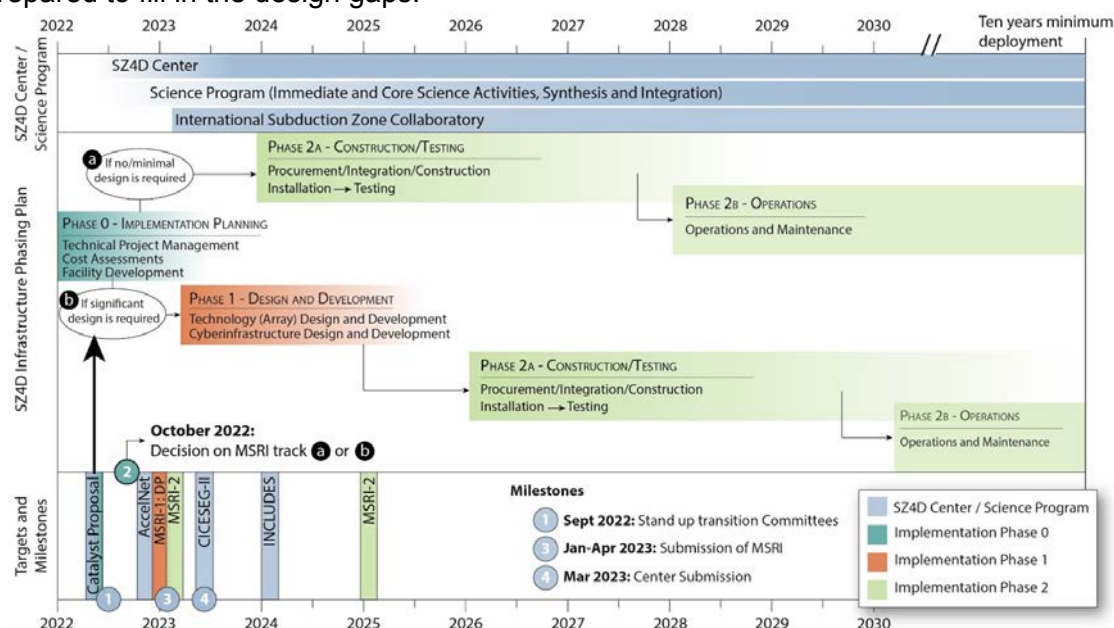 repared to fill in the design gaps.
2022 2023 2024 2025 2026 2027 2028 2029 2030
Ten years minimum
deployment
SZ4D Center /
Science Program
SZ4D Center
Science Program (Immediate and Core Science Activities, Synthesis and Integration)
International Subduction Zone Collaboratory
SZ4D Infrastructure Phasing Plan
a If no/minimal
design is required
PHASE 2A - CONSTRUCTION/TESTING
Procurement/Integration/Construction
Installation → Testing
PHASE 2B - OPERATIONS
Operations and Maintenance
PHASE 0 - IMPLEMENTATION PLANNING
Technical Project Management
Cost Assessments
Facility Development
b If significant
design is required
PHASE 1 - DESIGN AND DEVELOPMENT
Technology (Array) Design and Development
Cyberinfrastructure Design and Development
PHASE 2A - CONSTRUCTION/TESTING
Procurement/Integration/Construction
Installation → Testing
PHASE 2B - OPERATIONS
Operations and Maintenance
October 2022:
Decision on MSRI track a or b
Targets and
Milestones
Catalyst Proposal
2
AccelNet
MSRI-1: DP
MSRI-2
CICESEG-II
INCLUDES
MSRI-2
1
3
4
Milestones
1 Sept 2022: Stand up transition Committees
3 Jan-Apr 2023: Submission of MSRI
4 Mar 2023: Center Submission
SZ4D Center / Science Program
Implementation Phase 0
Implementation Phase 1
Implementation Phase 2
2022 2023 2024 2025 2026 2027 2028 2029 2030